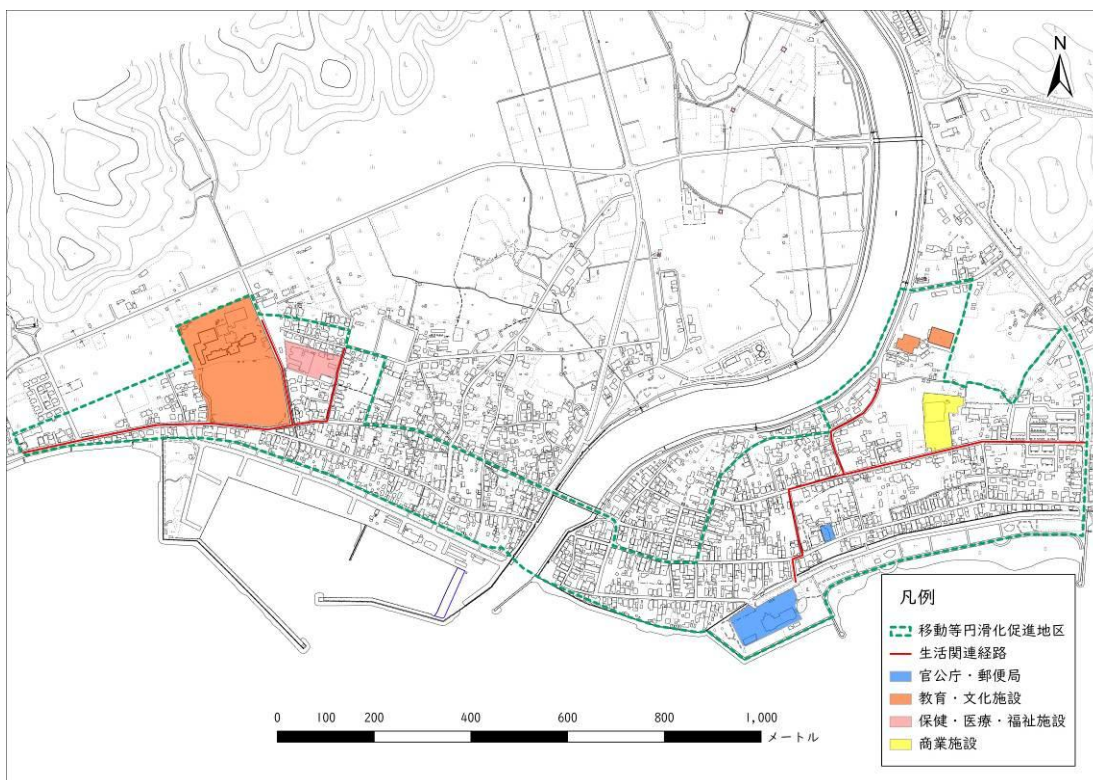 N
凡例
移動等円滑化促進地区
生活関連経路
官公庁・郵便局
教育・文化施設
保健・医療・福祉施設
商業施設
0 100 200 400 600 800 1,000
メートル